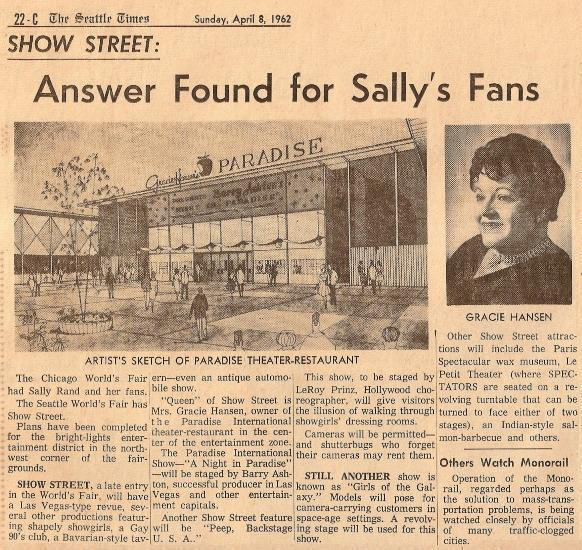 22-C The Seattle Times Sunday, April 8, 1962
SHOW STREET:
Answer Found for Sally's Fans
Gracie Hansen's PARADISE
Barry Ashton's
ARTIST'S SKETCH OF PARADISE THEATER-RESTAURANT
GRACIE HANSEN
The Chicago World's Fair
had Sally Rand and her fans.
The Seattle World's Fair has
Show Street.
Plans have been completed
for the bright-lights enter-
tainment district in the north-
west corner of the fair-
grounds.
SHOW STREET, a late entry
in the World's Fair, will have
a Las Vegas-type revue, sev-
eral other productions featur-
ing shapely showgirls, a Gay
90's club, a Bavarian-style tav-
ern—even an antique automo-
bile show.
"Queen" of Show Street is
Mrs. Gracie Hansen, owner of
the Paradise International
theater-restaurant in the cen-
ter of the entertainment zone.
The Paradise International
Show—"A Night in Paradise"
—will be staged by Barry Ash-
ton, successful producer in Las
Vegas and other entertain-
ment capitals.
Another Show Street feature
will be "Peep, Backstage
U. S. A."
This show, to be staged by
LeRoy Prinz, Hollywood cho-
reographer, will give visitors
the illusion of walking through
showgirls' dressing rooms.
Cameras will be permitted—
and shutterbugs who forget
their cameras may rent them.
STILL ANOTHER show is
known as "Girls of the Gal-
axy." Models will pose for
camera-carrying customers in
space-age settings. A revolv-
ing stage will be used for this
show.
Other Show Street attrac-
tions will include the Paris
Spectacular wax museum, Le
Petit Theater (where SPEC-
TATORS are seated on a re-
volving turntable that can be
turned to face either of two
stages), an Indian-style sal-
mon-barbecue and others.
Others Watch Monorail
Operation of the Mono-
rail, regarded perhaps as
the solution to mass-trans-
portation problems, is being
watched closely by officials
of many traffic-clogged
cities.